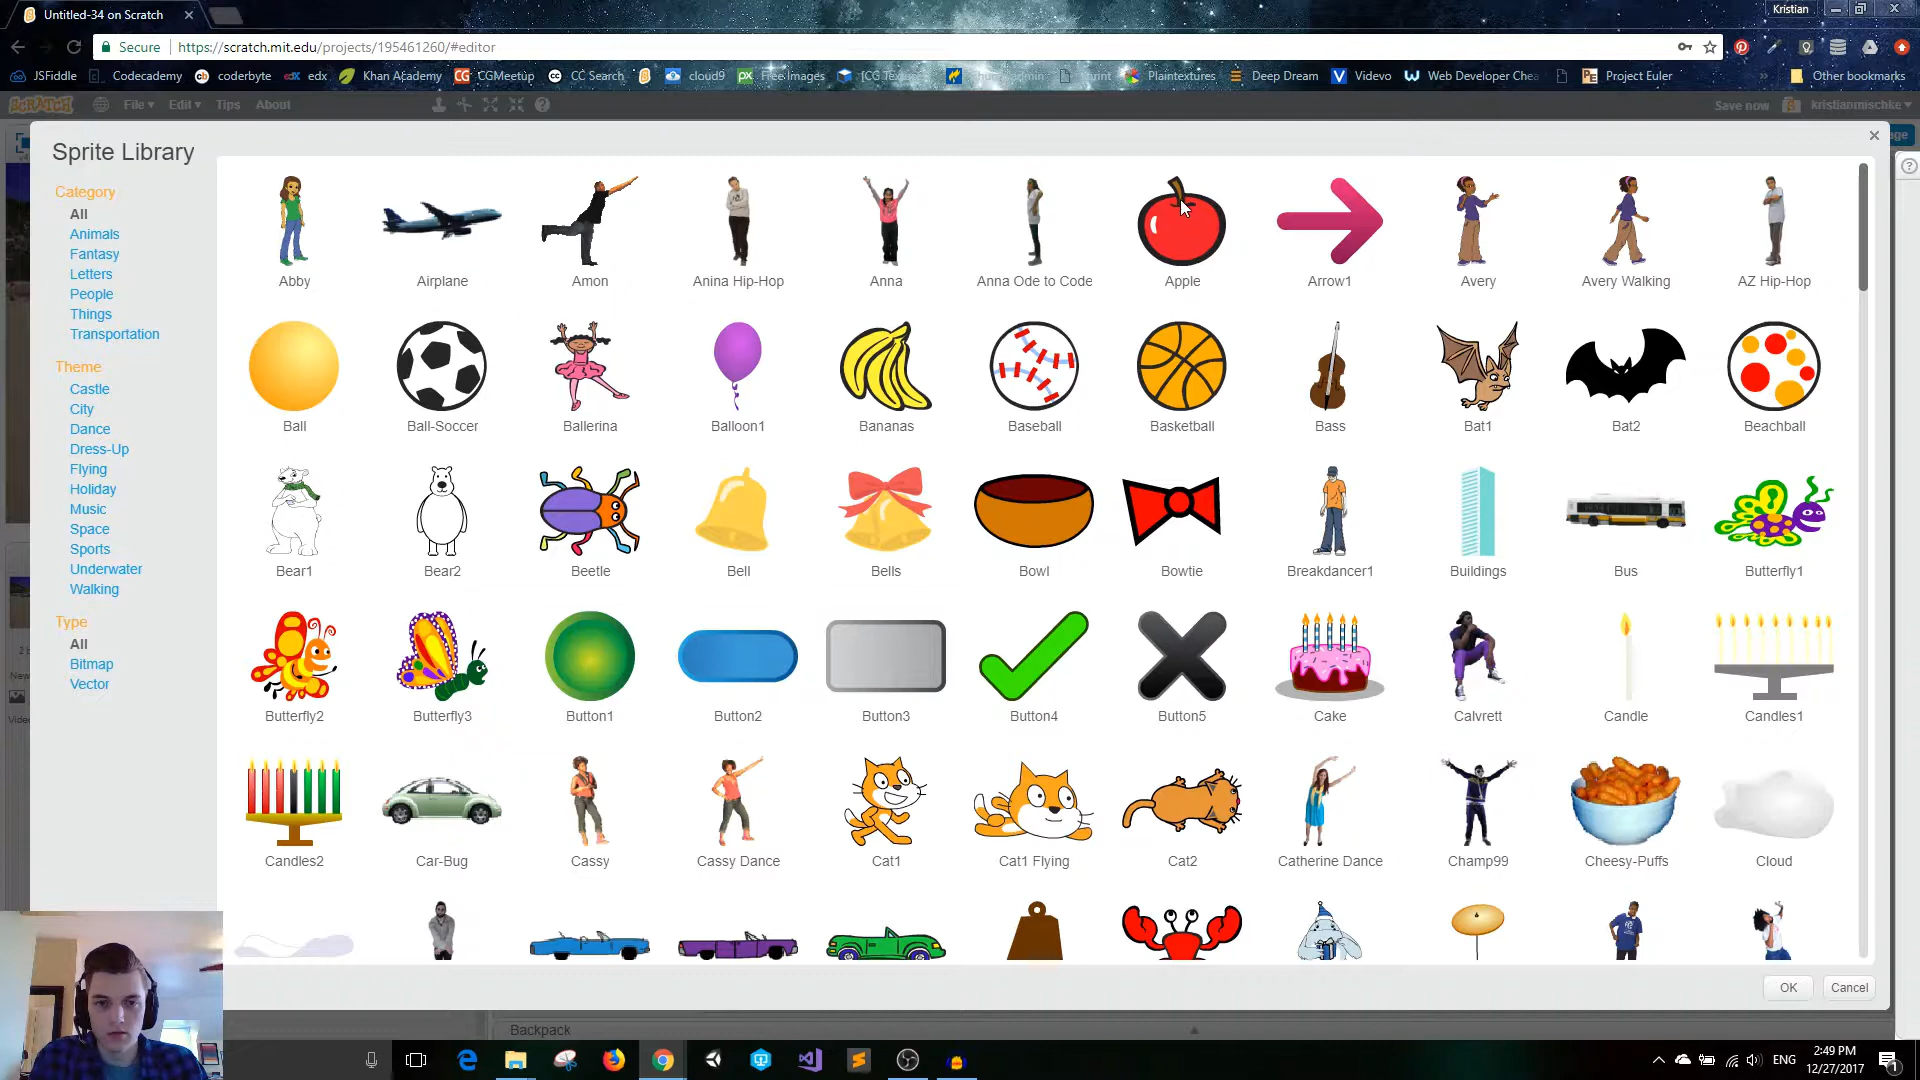 Untitled-34 on Scratch
Kristian
Secure
https://scratch.mit.edu/projects/195461260/#editor
JSFiddle
Codecademy
coderbyte
edx
Khan Academy
CGMeetup
CC Search
cloud9
Free Images
Plaintextures
Deep Dream
Videvo
Web Developer Chea
Project Euler
Other bookmarks
SCRATCH
File
Edit
Tips
About
Save now
kristianmischke
Sprite Library
Category
All
Animals
Fantasy
Letters
People
Things
Transportation
Theme
Castle
City
Dance
Dress-Up
Flying
Holiday
Music
Space
Sports
Underwater
Walking
Type
All
Bitmap
Vector
Abby
Airplane
Amon
Anina Hip-Hop
Anna
Anna Ode to Code
Apple
Arrow1
Avery
Avery Walking
AZ Hip-Hop
Ball
Ball-Soccer
Ballerina
Balloon1
Bananas
Baseball
Basketball
Bass
Bat1
Bat2
Beachball
Bear1
Bear2
Beetle
Bell
Bells
Bowl
Bowtie
Breakdancer1
Buildings
Bus
Butterfly1
Butterfly2
Butterfly3
Button1
Button2
Button3
Button4
Button5
Cake
Calvrett
Candle
Candles1
Candles2
Car-Bug
Cassy
Cassy Dance
Cat1
Cat1 Flying
Cat2
Catherine Dance
Champ99
Cheesy-Puffs
Cloud
OK
Cancel
Backpack
ENG
2:49 PM
12/27/2017